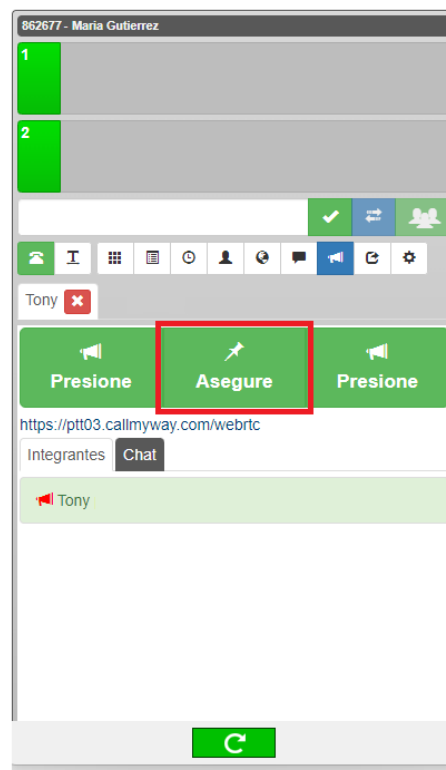 862677 - Maria Gutierrez
1
2
T
Tony
Presione Asegure Presione
https://ptt03.callmyway.com/webrtc
Integrantes Chat
Tony